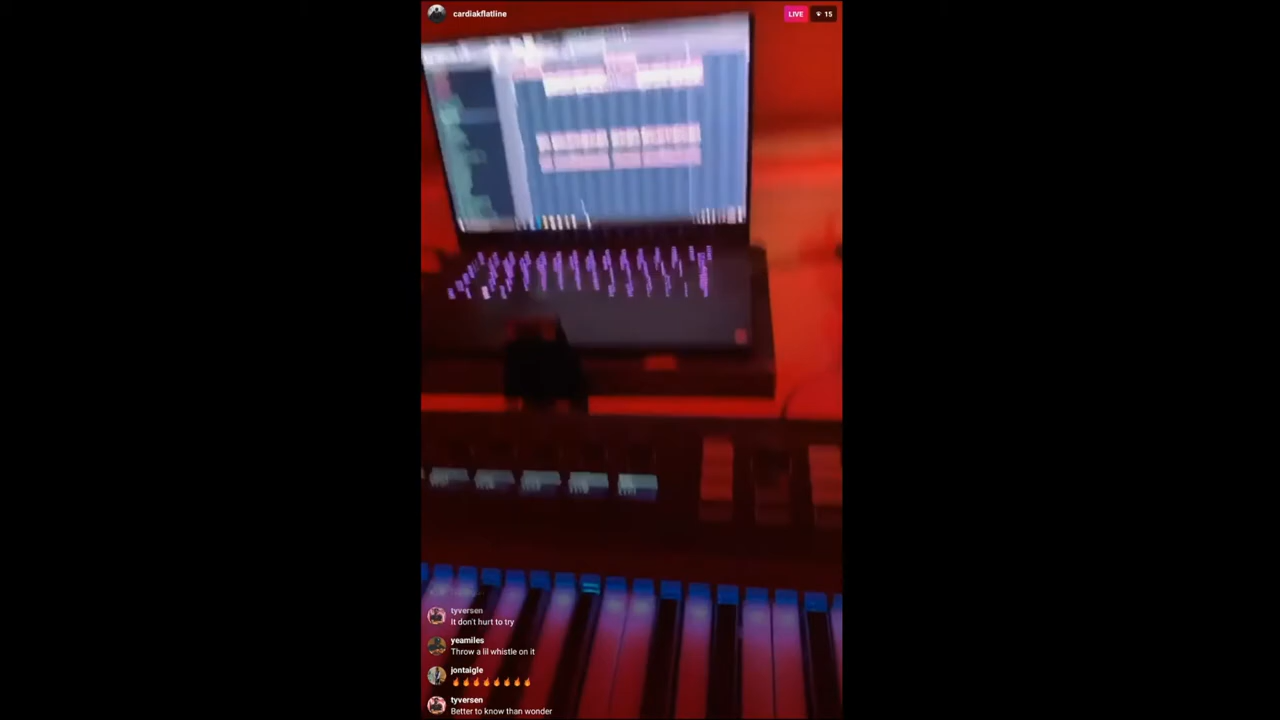 cardiakflatline
LIVE
15
tyversen
It don't hurt to try
yeamiles
Throw a lil whistle on it
jontaigle
🔥🔥🔥🔥🔥🔥🔥🔥
tyversen
Better to know than wonder